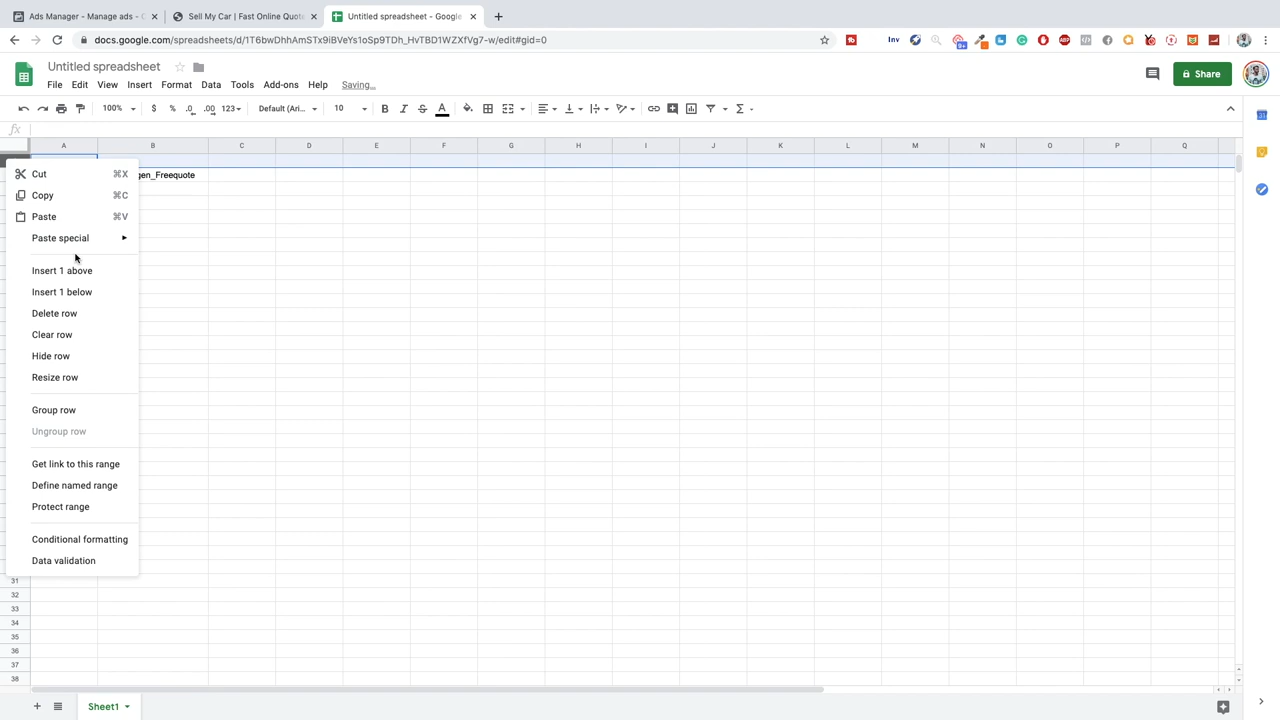 Ads Manager - Manage ads - C
Sell My Car | Fast Online Quote
Untitled spreadsheet - Google
docs.google.com/spreadsheets/d/1T6bwDhhAmSTx9iBVeYs1oSp9TDh_HvTBD1WZXfVg7-w/edit#gid=0
Inv
Untitled spreadsheet
File Edit View Insert Format Data Tools Add-ons Help Saving...
Share
100% $ % .0 .00 123 Default (Ari... 10 B I S A
fx
A B C D E F G H I J K L M N O P Q
gen_Freequote
Cut ⌘X
Copy ⌘C
Paste ⌘V
Paste special
Insert 1 above
Insert 1 below
Delete row
Clear row
Hide row
Resize row
Group row
Ungroup row
Get link to this range
Define named range
Protect range
Conditional formatting
Data validation
31
32
33
34
35
36
37
38
Sheet1